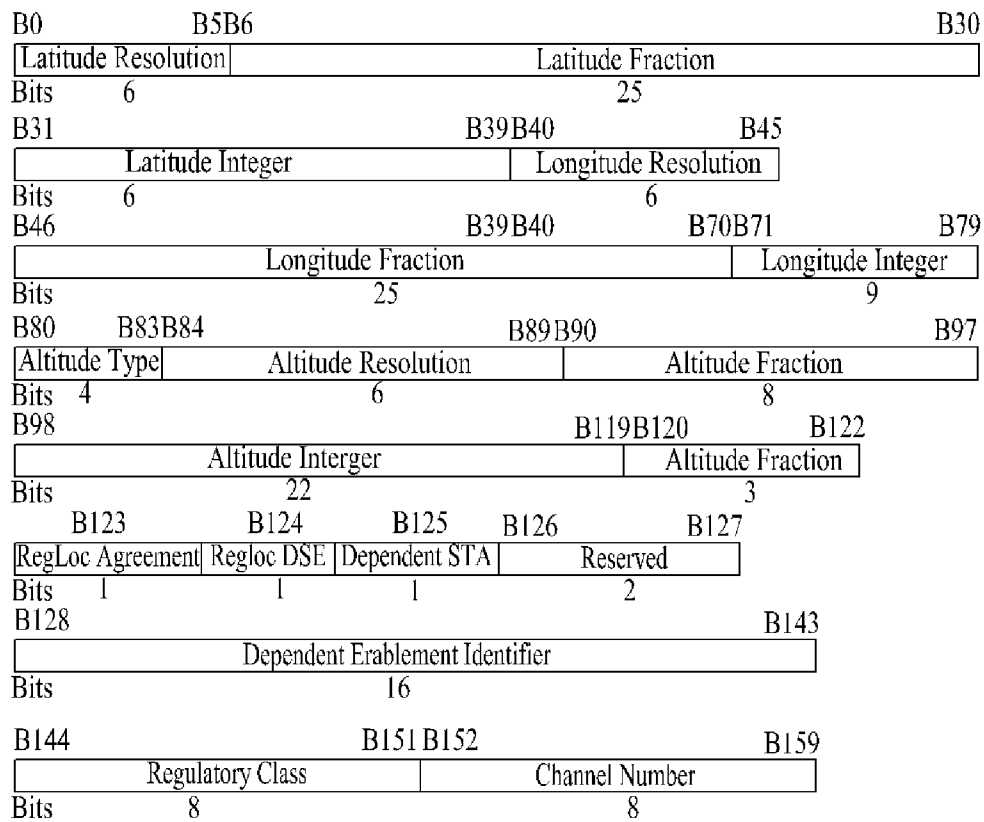 B0 B5B6 B30
Latitude Resolution Latitude Fraction
Bits 6 25
B31 B39B40 B45
Latitude Integer Longitude Resolution
Bits 6 6
B46 B39B40 B70B71 B79
Longitude Fraction Longitude Integer
Bits 25 9
B80 B83B84 B89B90 B97
Altitude Type Altitude Resolution Altitude Fraction
Bits 4 6 8
B98 B119B120 B122
Altitude Interger Altitude Fraction
Bits 22 3
B123 B124 B125 B126 B127
RegLoc Agreement Regloc DSE Dependent STA Reserved
Bits 1 1 1 2
B128 B143
Dependent Erablement Identifier
Bits 16
B144 B151B152 B159
Regulatory Class Channel Number
Bits 8 8